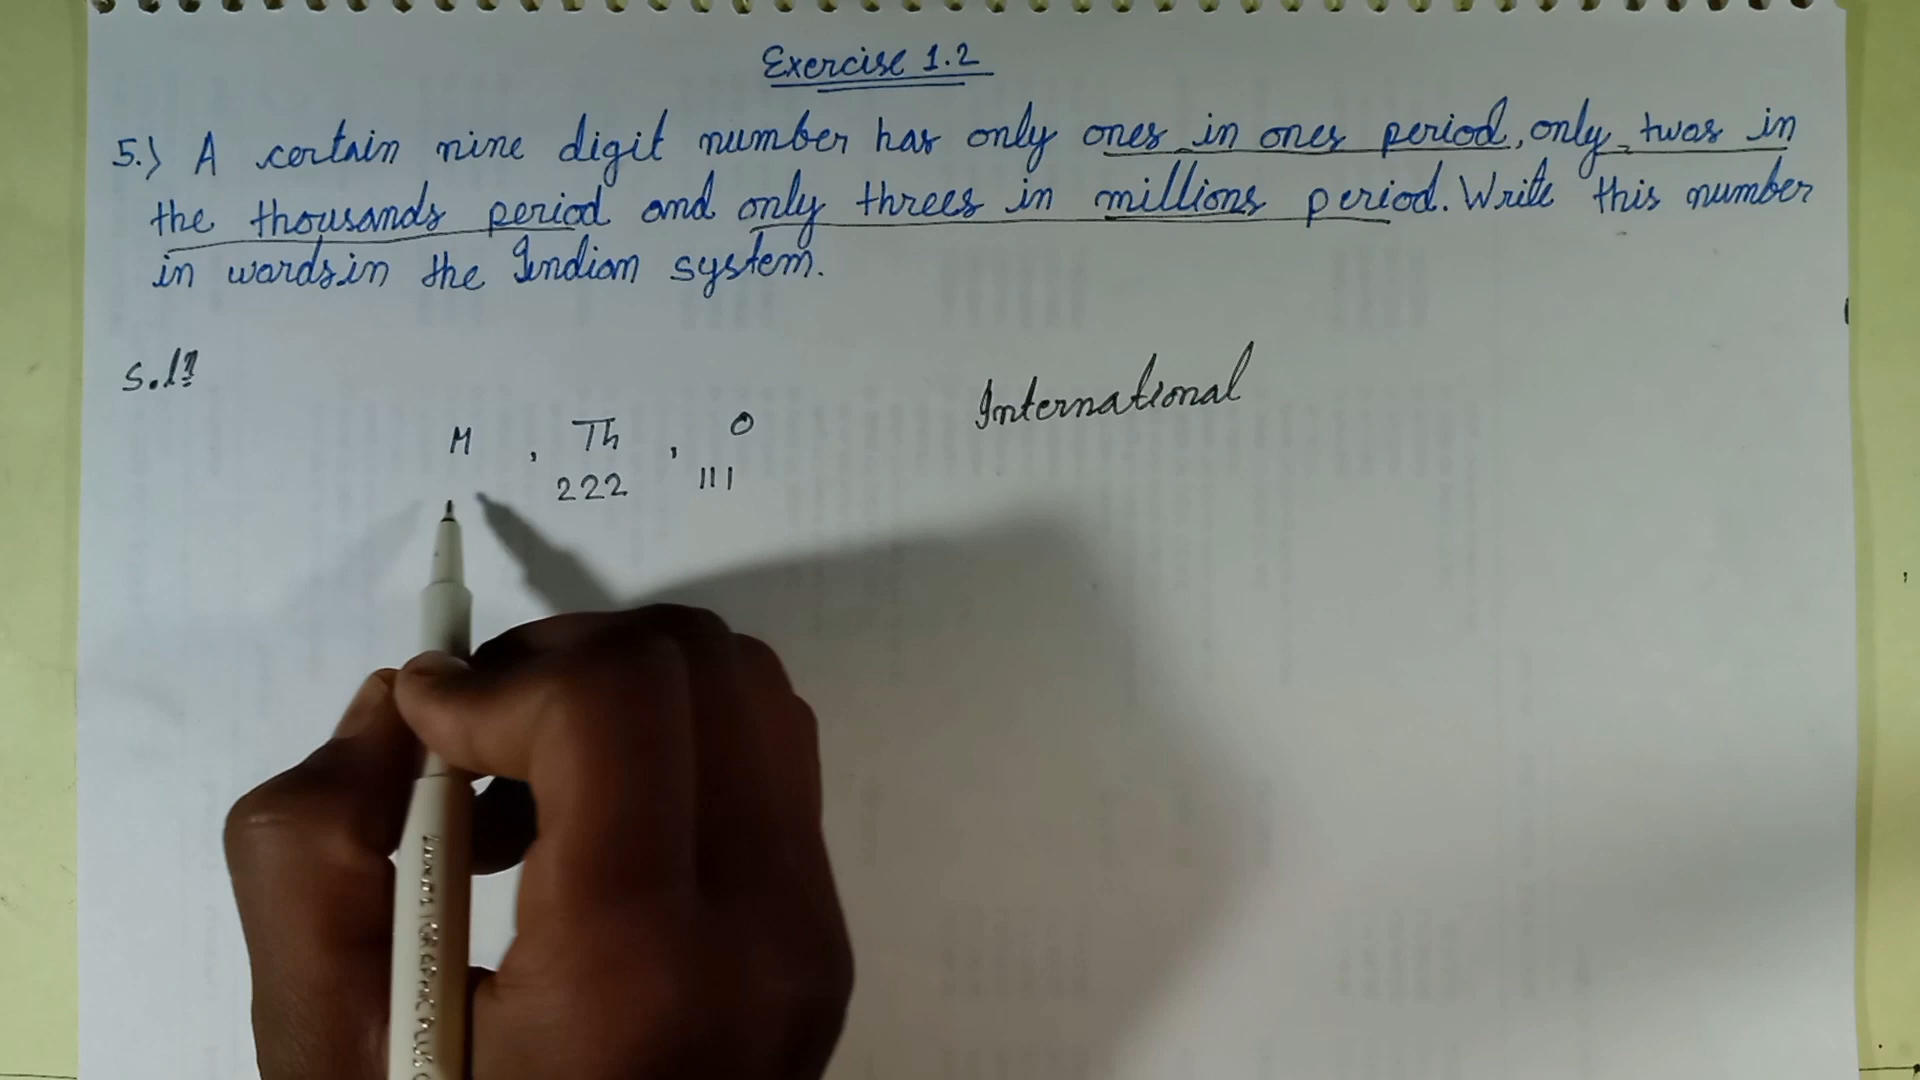 Exercise 1.2
5.) A certain nine digit number has only ones in ones period, only twos in
the thousands period and only threes in millions period. Write this number
in words in the Indian system.
Soln
International
M , Th , O
222 111